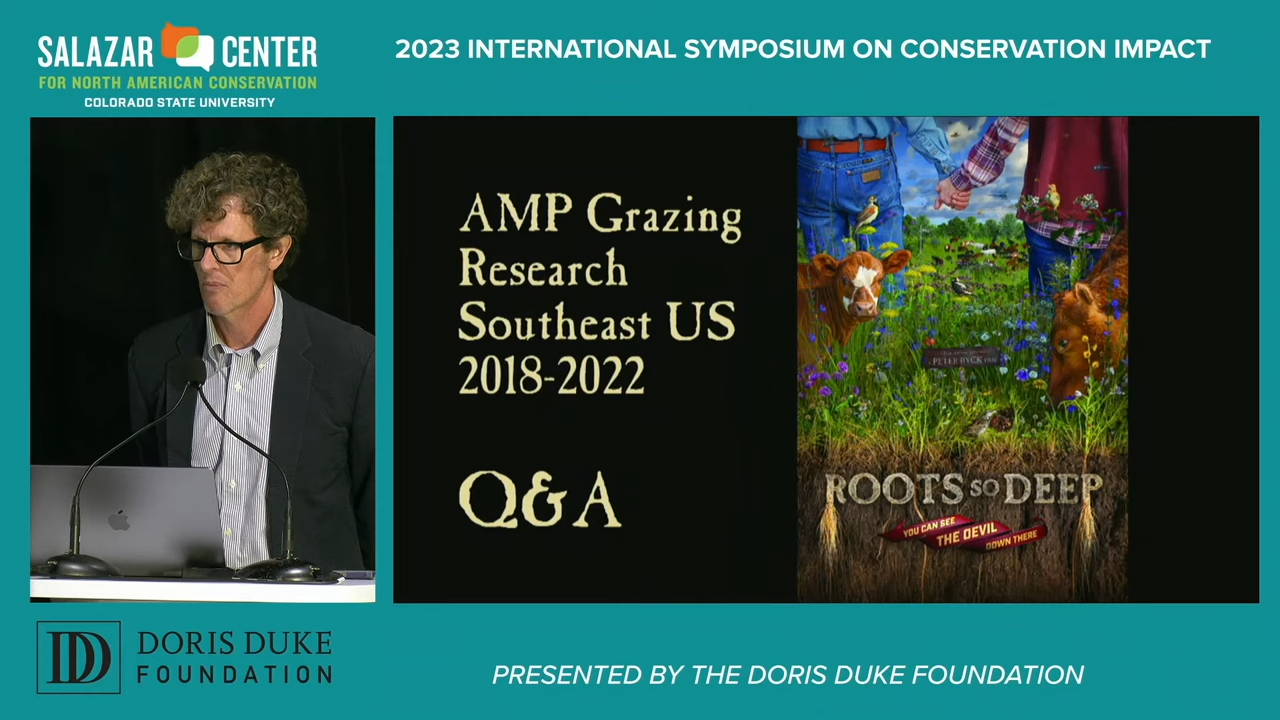 SALAZAR CENTER
FOR NORTH AMERICAN CONSERVATION
COLORADO STATE UNIVERSITY
2023 INTERNATIONAL SYMPOSIUM ON CONSERVATION IMPACT
AMP Grazing
Research
Southeast US
2018-2022
Q&A
PETER BYCK
ROOTS SO DEEP
YOU CAN SEE
THE DEVIL
DOWN THERE
DD
DORIS DUKE
FOUNDATION
PRESENTED BY THE DORIS DUKE FOUNDATION